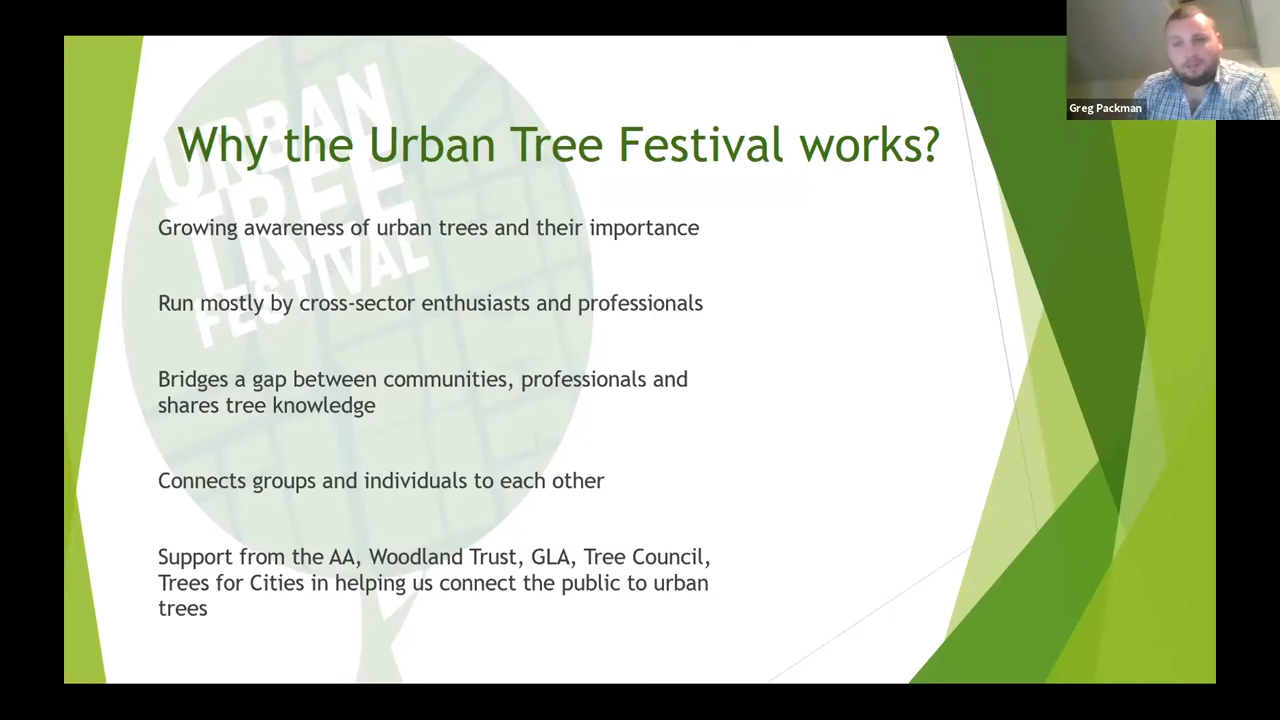 Greg Packman
URBAN
TREE
FESTIVAL
Why the Urban Tree Festival works?
Growing awareness of urban trees and their importance
Run mostly by cross-sector enthusiasts and professionals
Bridges a gap between communities, professionals and
shares tree knowledge
Connects groups and individuals to each other
Support from the AA, Woodland Trust, GLA, Tree Council,
Trees for Cities in helping us connect the public to urban
trees